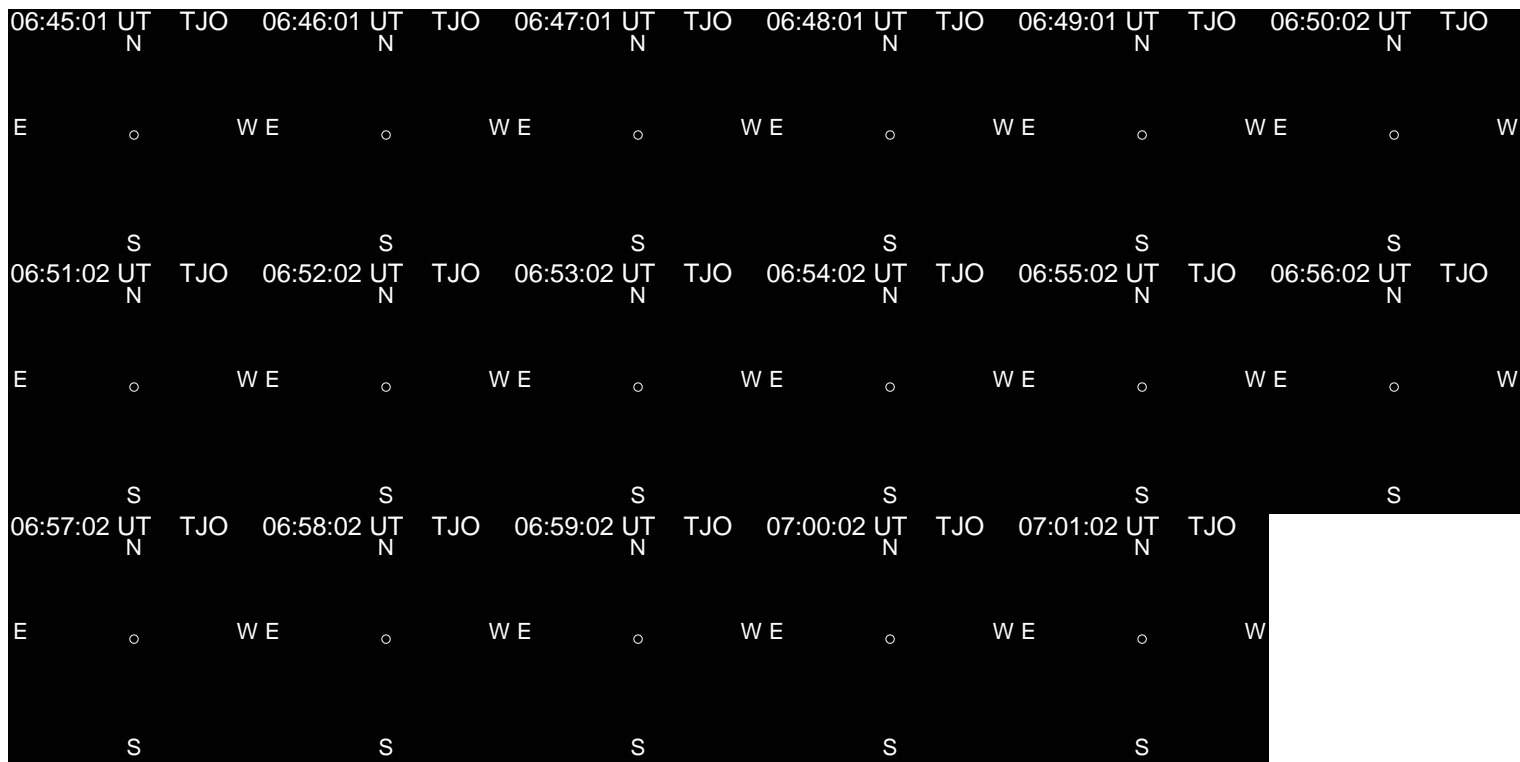 06:45:01 UT TJO 06:46:01 UT TJO 06:47:01 UT TJO 06:48:01 UT TJO 06:49:01 UT TJO 06:50:02 UT TJO
N N N N N N
E W E W E W E W E W E W
S S S S S S
06:51:02 UT TJO 06:52:02 UT TJO 06:53:02 UT TJO 06:54:02 UT TJO 06:55:02 UT TJO 06:56:02 UT TJO
N N N N N N
E W E W E W E W E W E W
S S S S S S
06:57:02 UT TJO 06:58:02 UT TJO 06:59:02 UT TJO 07:00:02 UT TJO 07:01:02 UT TJO
N N N N N
E W E W E W E W E W
S S S S S